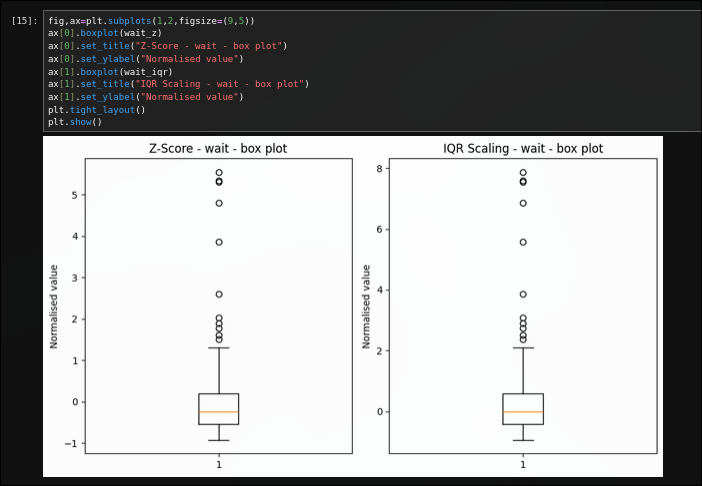 [15]:
fig,ax=plt.subplots(1,2,figsize=(9,5))
ax[0].boxplot(wait_z)
ax[0].set_title("Z-Score - wait - box plot")
ax[0].set_ylabel("Normalised value")
ax[1].boxplot(wait_iqr)
ax[1].set_title("IQR Scaling - wait - box plot")
ax[1].set_ylabel("Normalised value")
plt.tight_layout()
plt.show()
Z-Score - wait - box plot
Normalised value
5
4
3
2
1
0
−1
1
IQR Scaling - wait - box plot
Normalised value
8
6
4
2
0
1